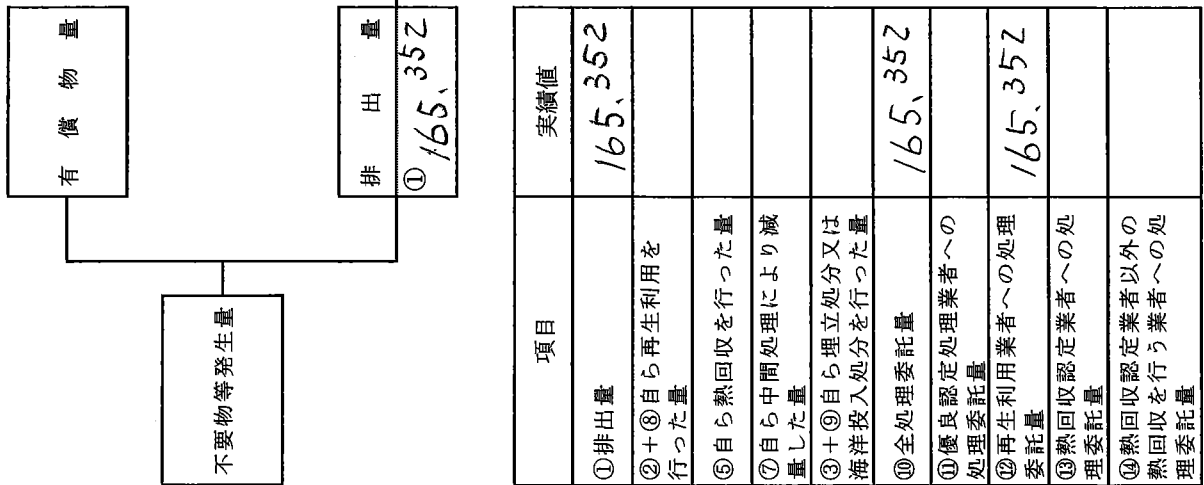 有償物量
不要物等発生量
排出量
① 165、352
項目 実績値
①排出量 165、352
②+⑧自ら再生利用を
行った量
⑤自ら熱回収を行った量
⑦自ら中間処理により減
量した量
③+⑨自ら埋立処分又は
海洋投入処分を行った量
⑩全処理委託量 165、352
⑪優良認定処理業者への
処理委託量
⑫再生利用業者への処理
委託量 165、352
⑬熱回収認定業者への処
理委託量
⑭熱回収認定業者以外の
熱回収を行う業者への処
理委託量